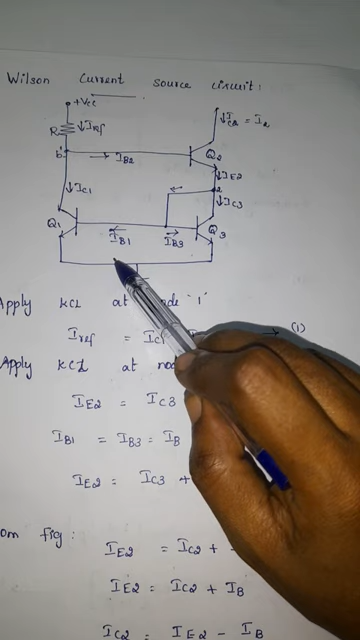 Wilson Current source circuit:
+Vcc
R ↓Iref
↓Ic2 = I2
b'
→ IB2
Q2
↓IE2
2
↓IC1
←
↓IC3
Q1
← IB1
→ IB3
Q3
Apply KCL at node '1'
Iref = IC1 → (1)
Apply KCL at
IE2 = IC3
IB1 = IB3 = IB
IE2 = IC3 +
om fig:
IE2 = IC2 +
IE2 = IC2 + IB
IC2 = IE2 - IB